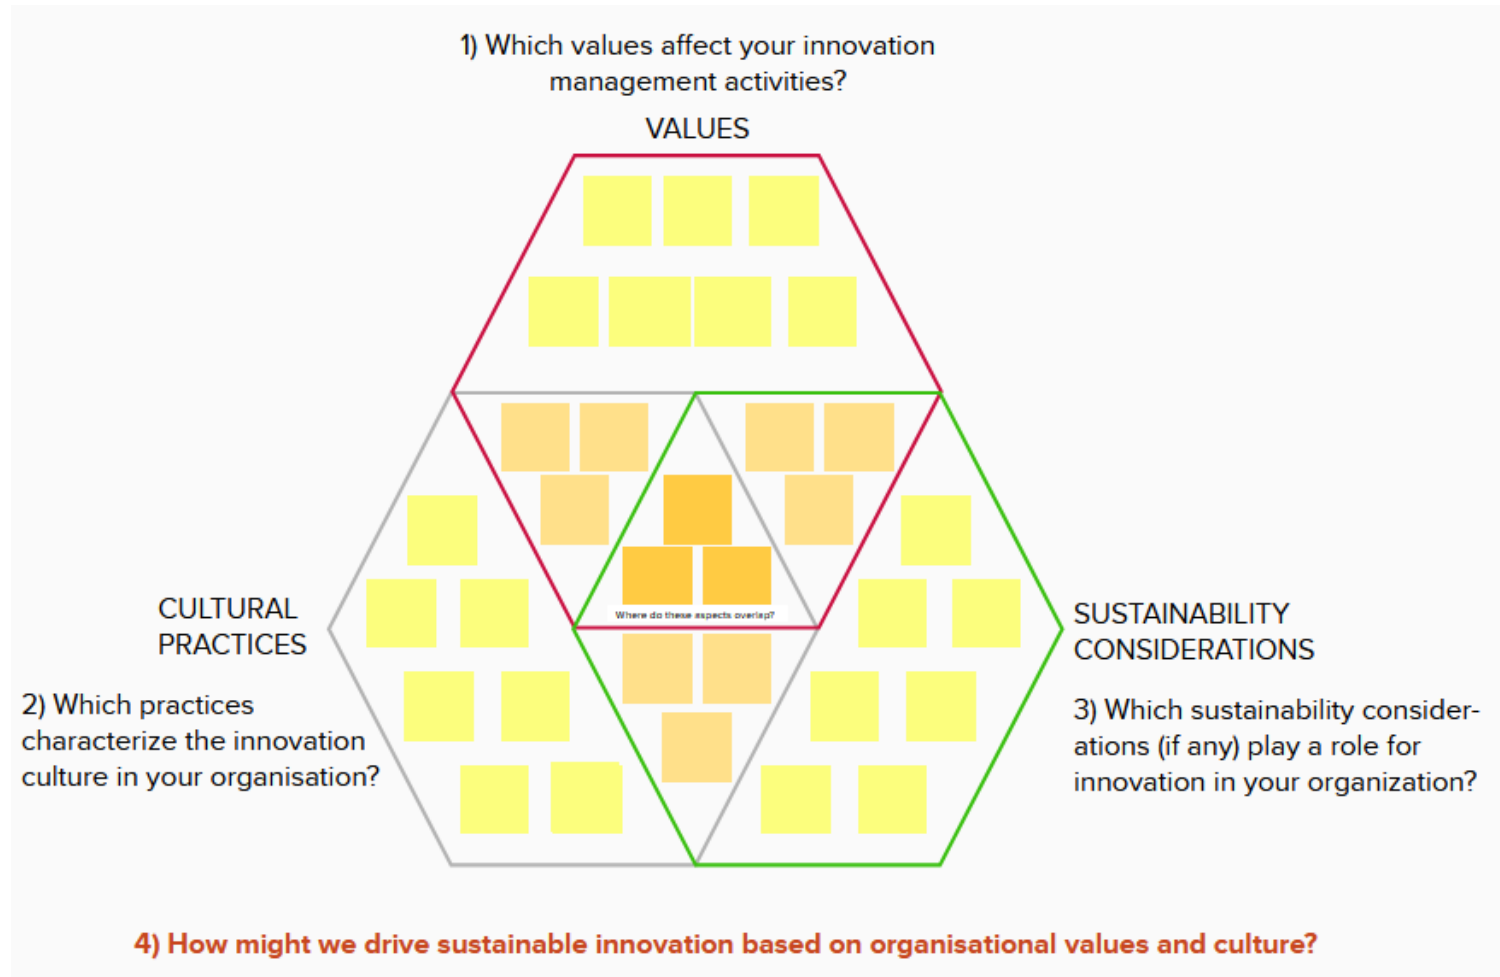 1) Which values affect your innovation
management activities?
VALUES
Where do these aspects overlap?
CULTURAL
PRACTICES
2) Which practices
characterize the innovation
culture in your organisation?
SUSTAINABILITY
CONSIDERATIONS
3) Which sustainability consider-
ations (if any) play a role for
innovation in your organization?
4) How might we drive sustainable innovation based on organisational values and culture?